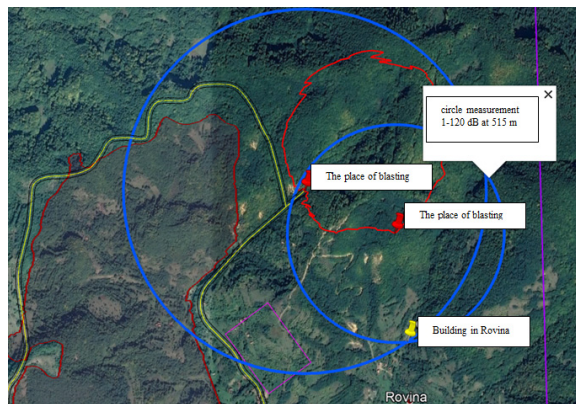 circle measurement
1-120 dB at 515 m
The place of blasting
The place of blasting
Building in Rovina
Rovina